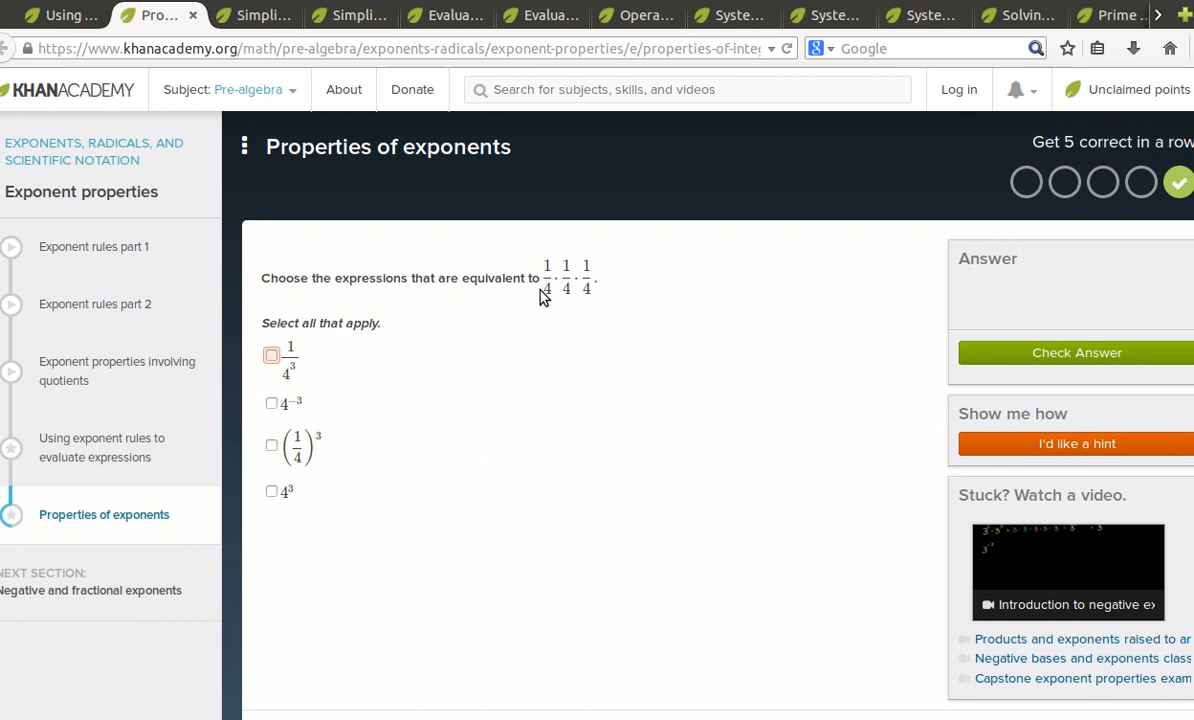 Using ...
Pro...
Simpli...
Simpli...
Evalua...
Evalua...
Opera...
Syste...
Syste...
Syste...
Solvin...
Prime ..
https://www.khanacademy.org/math/pre-algebra/exponents-radicals/exponent-properties/e/properties-of-inte
Google
KHANACADEMY
Subject: Pre-algebra
About
Donate
Search for subjects, skills, and videos
Log in
Unclaimed points
EXPONENTS, RADICALS, AND
SCIENTIFIC NOTATION
Exponent properties
Exponent rules part 1
Exponent rules part 2
Exponent properties involving
quotients
Using exponent rules to
evaluate expressions
Properties of exponents
NEXT SECTION:
Negative and fractional exponents
Properties of exponents
Get 5 correct in a row
Choose the expressions that are equivalent to 1/4 · 1/4 · 1/4 .
Select all that apply.
1/4³
4⁻³
(1/4)³
4³
Answer
Check Answer
Show me how
I'd like a hint
Stuck? Watch a video.
3⁻³
Introduction to negative ex
Products and exponents raised to an
Negative bases and exponents class
Capstone exponent properties exam